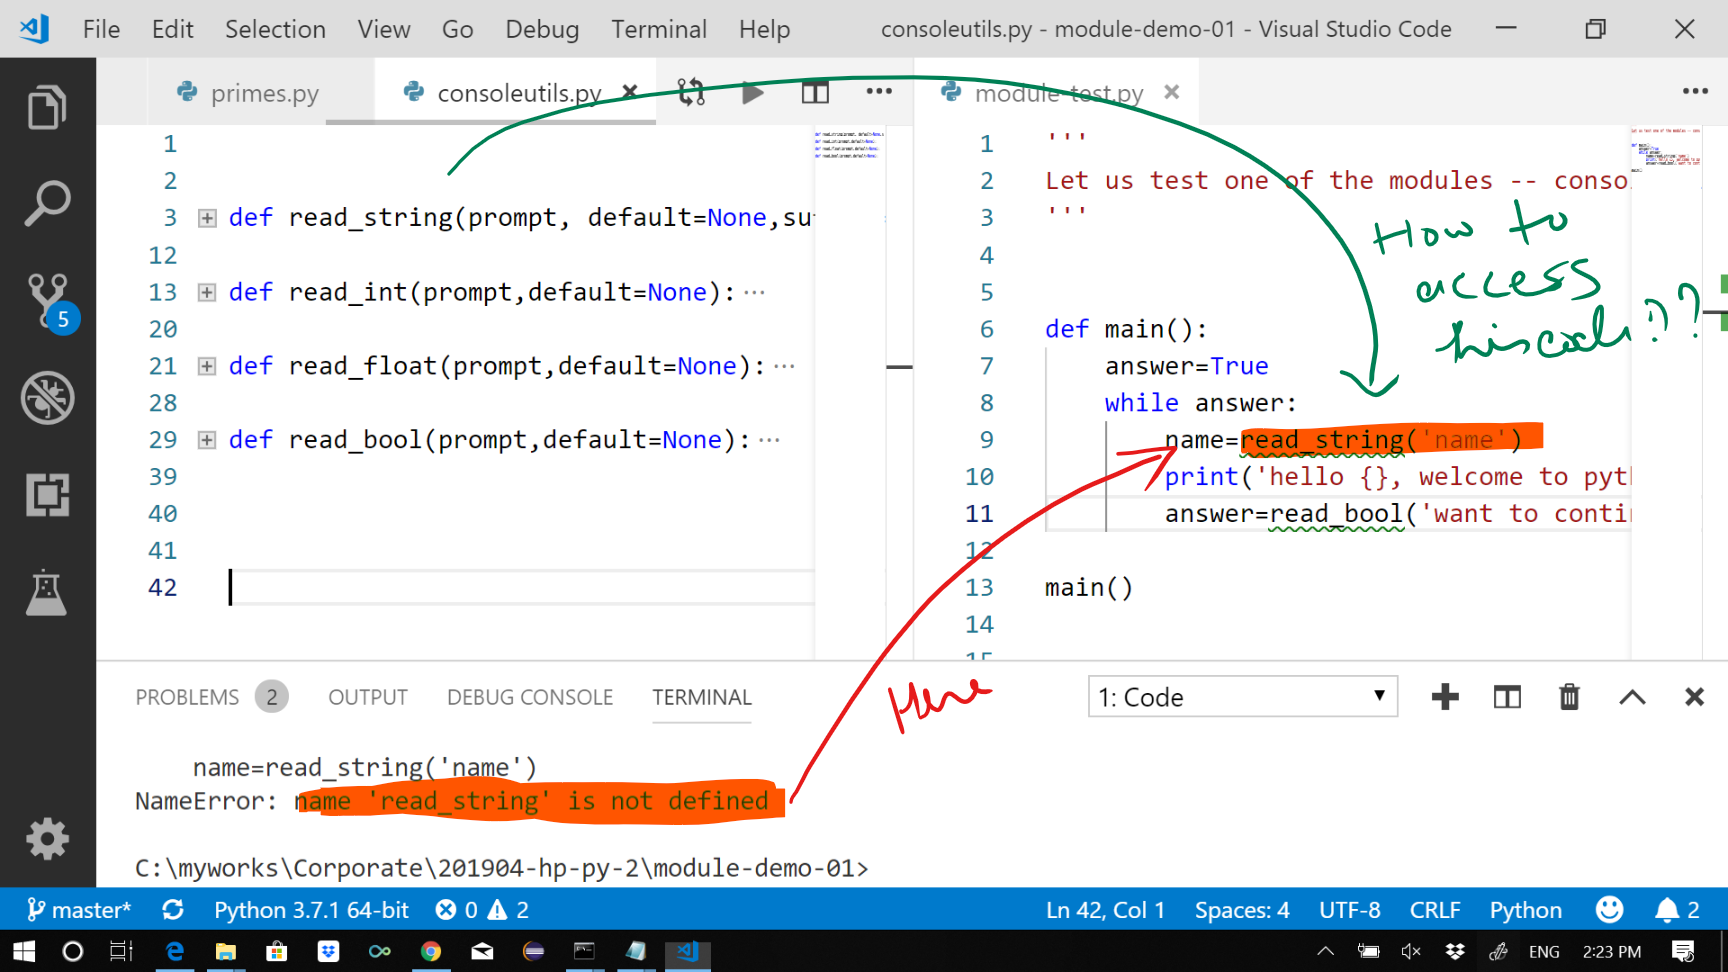 File Edit Selection View Go Debug Terminal Help consoleutils.py - module-demo-01 - Visual Studio Code
primes.py consoleutils.py
module-test.py
1
2
3 def read_string(prompt, default=None,su
12
13 def read_int(prompt,default=None):...
20
21 def read_float(prompt,default=None):...
28
29 def read_bool(prompt,default=None):...
39
40
41
42
1 '''
2 Let us test one of the modules -- conso
3 '''
4
5
6 def main():
7 answer=True
8 while answer:
9 name=read_string('name')
10 print('hello {}, welcome to pyt
11 answer=read_bool('want to conti
12
13 main()
14
15
How to
access
this code???
Here
5
PROBLEMS 2 OUTPUT DEBUG CONSOLE TERMINAL 1: Code
name=read_string('name')
NameError: name 'read_string' is not defined
C:\myworks\Corporate\201904-hp-py-2\module-demo-01>
master* Python 3.7.1 64-bit 0 2 Ln 42, Col 1 Spaces: 4 UTF-8 CRLF Python 2
ENG 2:23 PM